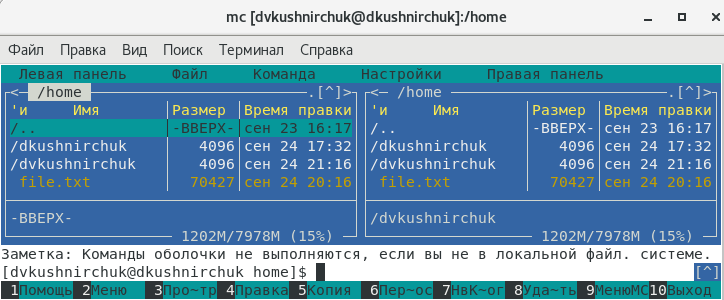 mc [dvkushnirchuk@dkushnirchuk]:/home
Файл Правка Вид Поиск Терминал Справка
Левая панель Файл Команда Настройки Правая панель
<— /home .[^]> <— /home .[^]>
'и Имя Размер Время правки 'и Имя Размер Время правки
/.. -ВВЕРХ- сен 23 16:17 /.. -ВВЕРХ- сен 23 16:17
/dkushnirchuk 4096 сен 24 17:32 /dkushnirchuk 4096 сен 24 17:32
/dvkushnirchuk 4096 сен 24 21:16 /dvkushnirchuk 4096 сен 24 21:16
file.txt 70427 сен 24 20:16 file.txt 70427 сен 24 20:16
-ВВЕРХ- /dvkushnirchuk
1202M/7978M (15%) 1202M/7978M (15%)
Заметка: Команды оболочки не выполняются, если вы не в локальной файл. системе.
[dvkushnirchuk@dkushnirchuk home]$ [^]
1Помощь 2Меню 3Про~тр 4Правка 5Копия 6Пер~ос 7НвК~ог 8Уда~ть 9МенюMC 10Выход